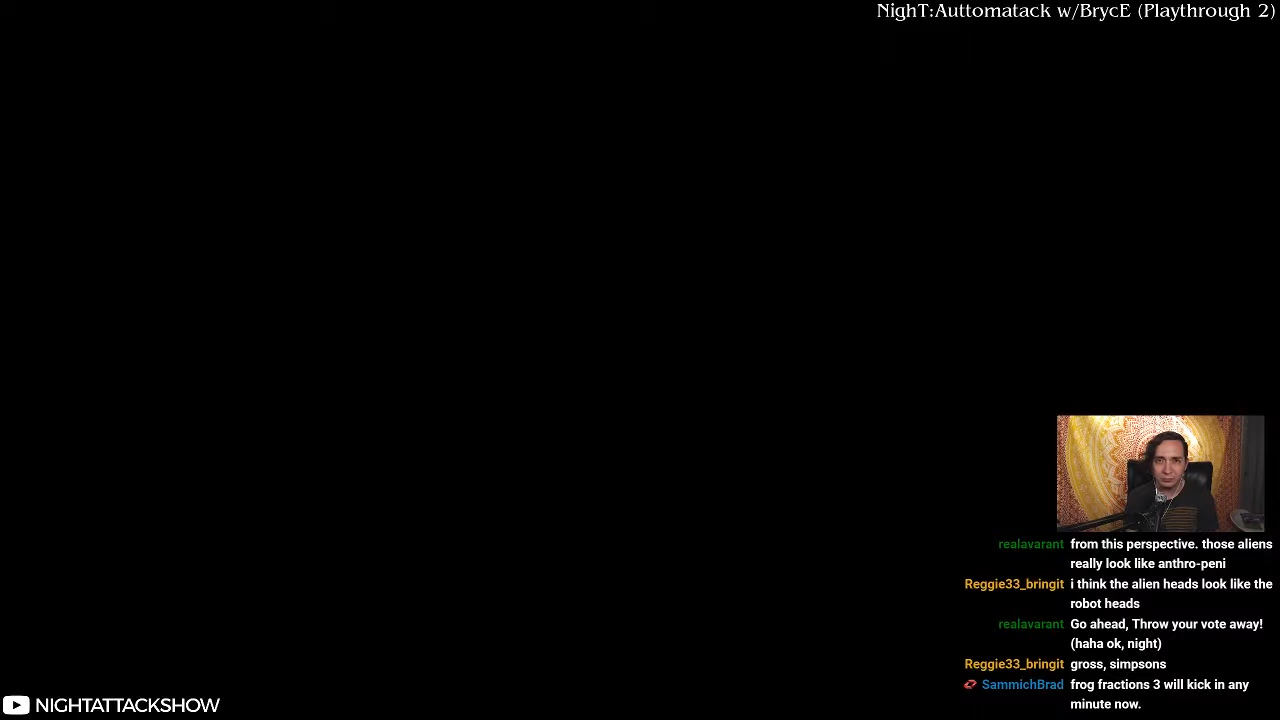 NighT:Auttomatack w/BrycE (Playthrough 2)
realavarant from this perspective. those aliens
really look like anthro-peni
Reggie33_bringit i think the alien heads look like the
robot heads
realavarant Go ahead, Throw your vote away!
(haha ok, night)
Reggie33_bringit gross, simpsons
SammichBrad frog fractions 3 will kick in any
minute now.
NIGHTATTACKSHOW